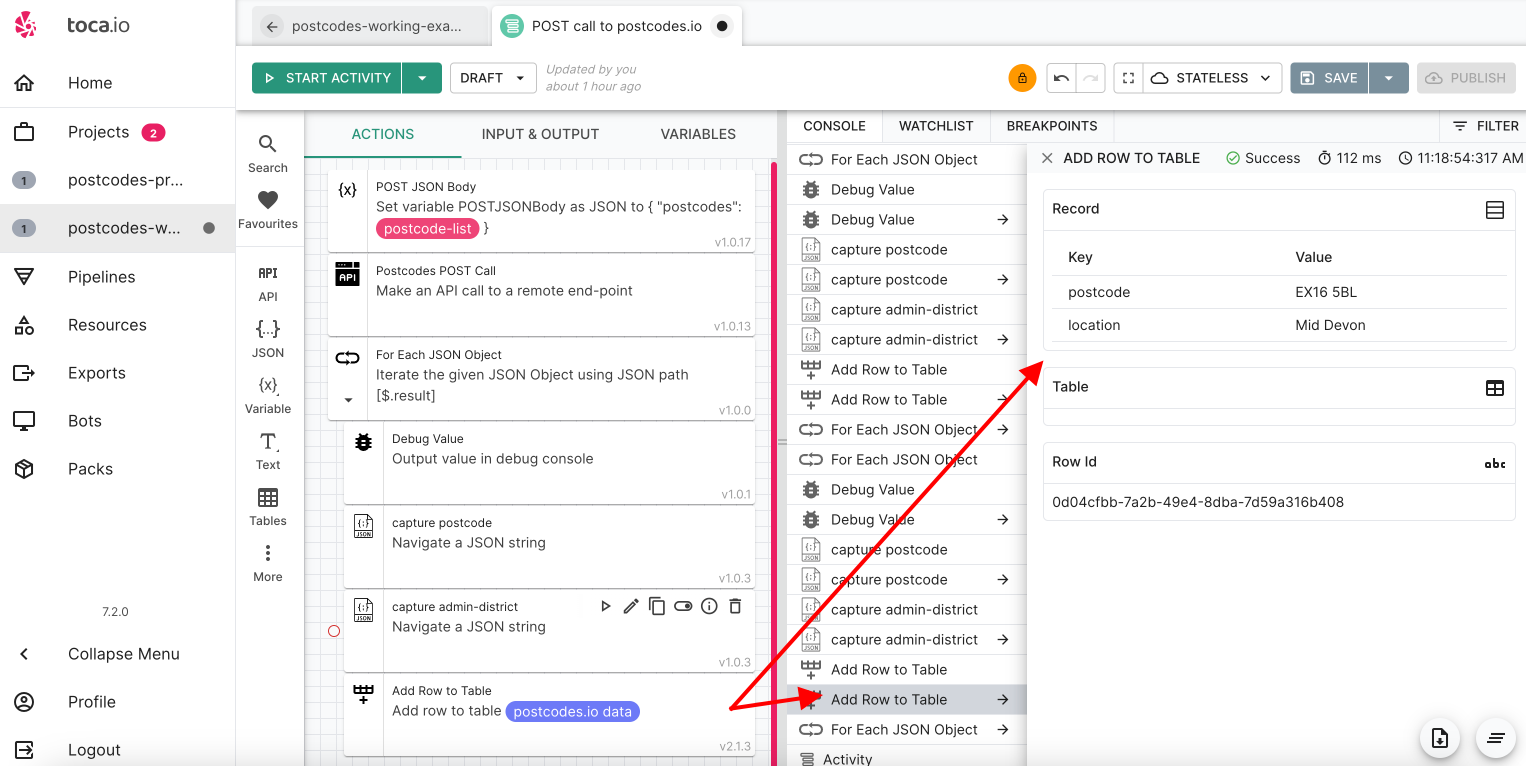 toca.io
Home
Projects 2
1 postcodes-pr...
1 postcodes-w...
Pipelines
Resources
Exports
Bots
Packs
7.2.0
Collapse Menu
Profile
Logout
postcodes-working-exa...
POST call to postcodes.io
START ACTIVITY
DRAFT
Updated by you
about 1 hour ago
STATELESS
SAVE
PUBLISH
Search
Favourites
API
API
{...}
JSON
{x}
Variable
T
Text
Tables
More
ACTIONS
INPUT & OUTPUT
VARIABLES
{x}
POST JSON Body
Set variable POSTJSONBody as JSON to { "postcodes":
postcode-list }
v1.0.17
API
Postcodes POST Call
Make an API call to a remote end-point
v1.0.13
For Each JSON Object
Iterate the given JSON Object using JSON path
[$.result]
v1.0.0
Debug Value
Output value in debug console
v1.0.1
{:}
JSON
capture postcode
Navigate a JSON string
v1.0.3
{:}
JSON
capture admin-district
Navigate a JSON string
v1.0.3
Add Row to Table
Add row to table postcodes.io data
v2.1.3
CONSOLE
WATCHLIST
BREAKPOINTS
FILTER
For Each JSON Object
Debug Value
Debug Value
capture postcode
capture postcode
capture admin-district
capture admin-district
Add Row to Table
Add Row to Table
For Each JSON Object
For Each JSON Object
Debug Value
Debug Value
capture postcode
capture postcode
capture admin-district
capture admin-district
Add Row to Table
Add Row to Table
For Each JSON Object
Activity
ADD ROW TO TABLE
Success
112 ms
11:18:54:317 AM
Record
Key Value
postcode EX16 5BL
location Mid Devon
Table
Row Id
abc
0d04cfbb-7a2b-49e4-8dba-7d59a316b408